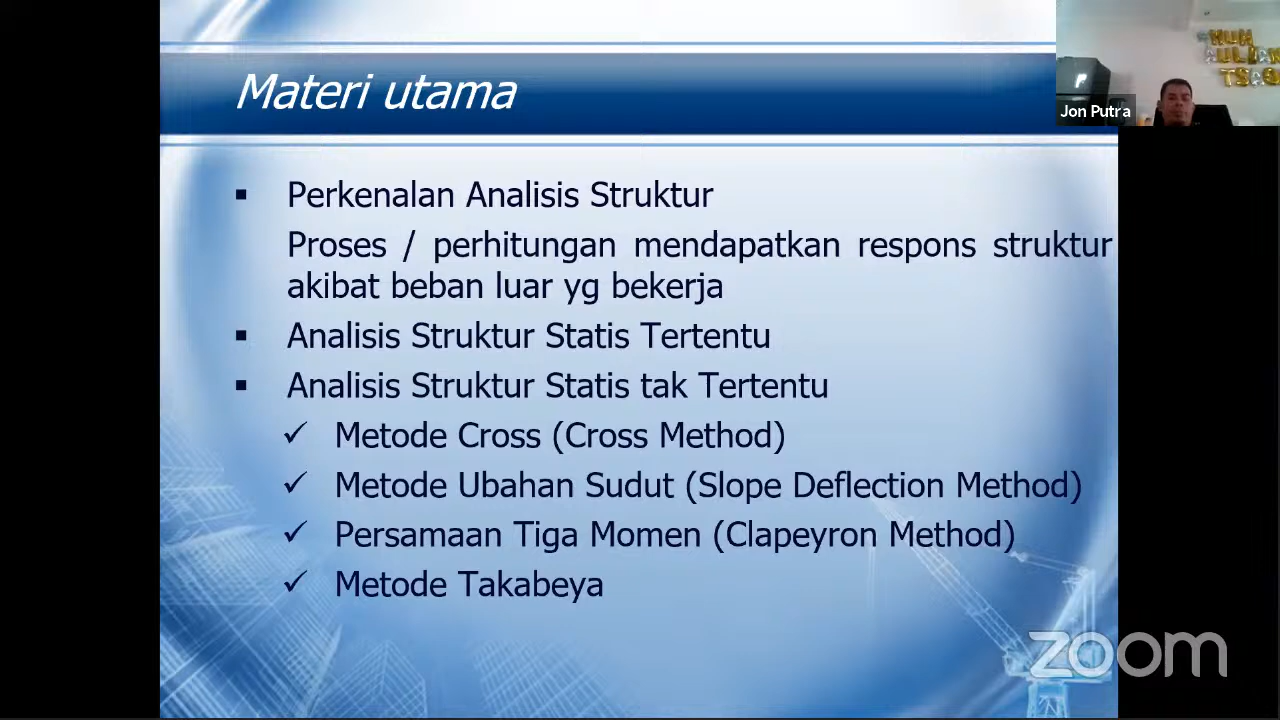 Materi utama
Jon Putra
▪ Perkenalan Analisis Struktur
Proses / perhitungan mendapatkan respons struktur
akibat beban luar yg bekerja
▪ Analisis Struktur Statis Tertentu
▪ Analisis Struktur Statis tak Tertentu
✓ Metode Cross (Cross Method)
✓ Metode Ubahan Sudut (Slope Deflection Method)
✓ Persamaan Tiga Momen (Clapeyron Method)
✓ Metode Takabeya
zoom